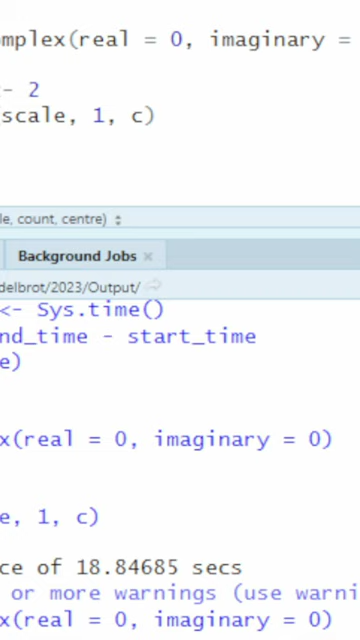 omplex(real = 0, imaginary =
- 2
scale, 1, c)
le, count, centre)
Background Jobs ×
delbrot/2023/Output/
<- Sys.time()
nd_time - start_time
e)
x(real = 0, imaginary = 0)
e, 1, c)
ce of 18.84685 secs
or more warnings (use warni
x(real = 0, imaginary = 0)